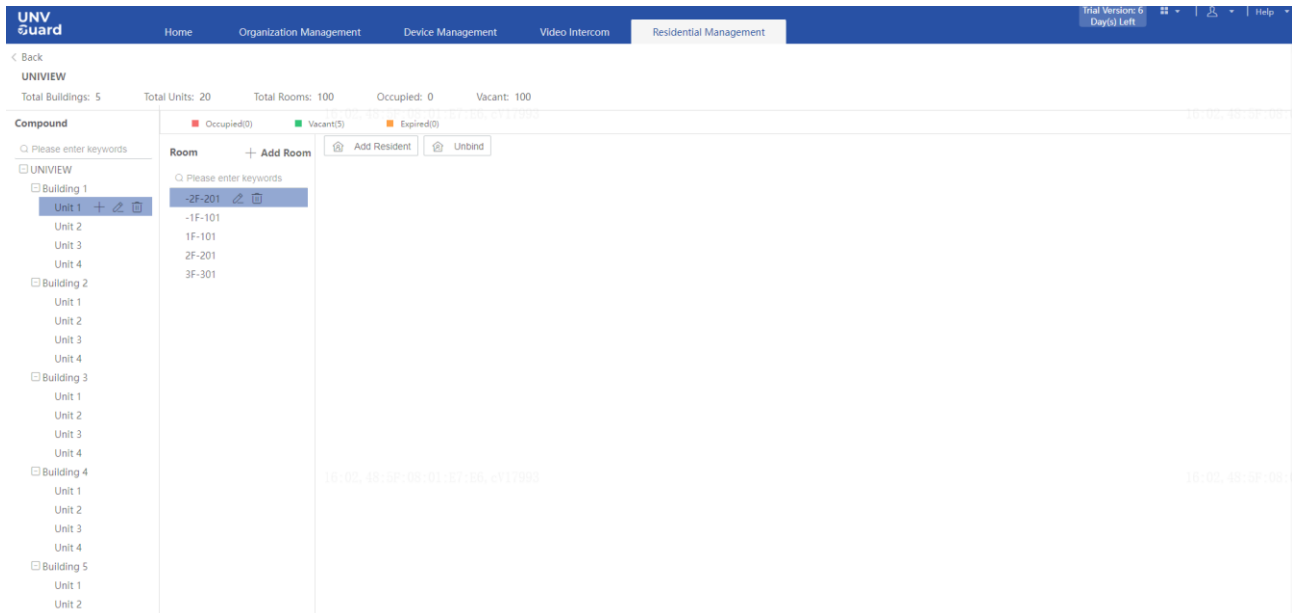 UNV
Guard
Home Organization Management Device Management Video Intercom Residential Management
Trial Version: 6
Day(s) Left
Help
< Back
UNIVIEW
Total Buildings: 5 Total Units: 20 Total Rooms: 100 Occupied: 0 Vacant: 100
Compound
Occupied(0) Vacant(5) Expired(0)
Please enter keywords
Room + Add Room
Add Resident Unbind
UNIVIEW
Please enter keywords
Building 1
-2F-201
Unit 1
-1F-101
Unit 2
1F-101
Unit 3
2F-201
Unit 4
3F-301
Building 2
Unit 1
Unit 2
Unit 3
Unit 4
Building 3
Unit 1
Unit 2
Unit 3
Unit 4
Building 4
Unit 1
Unit 2
Unit 3
Unit 4
Building 5
Unit 1
Unit 2